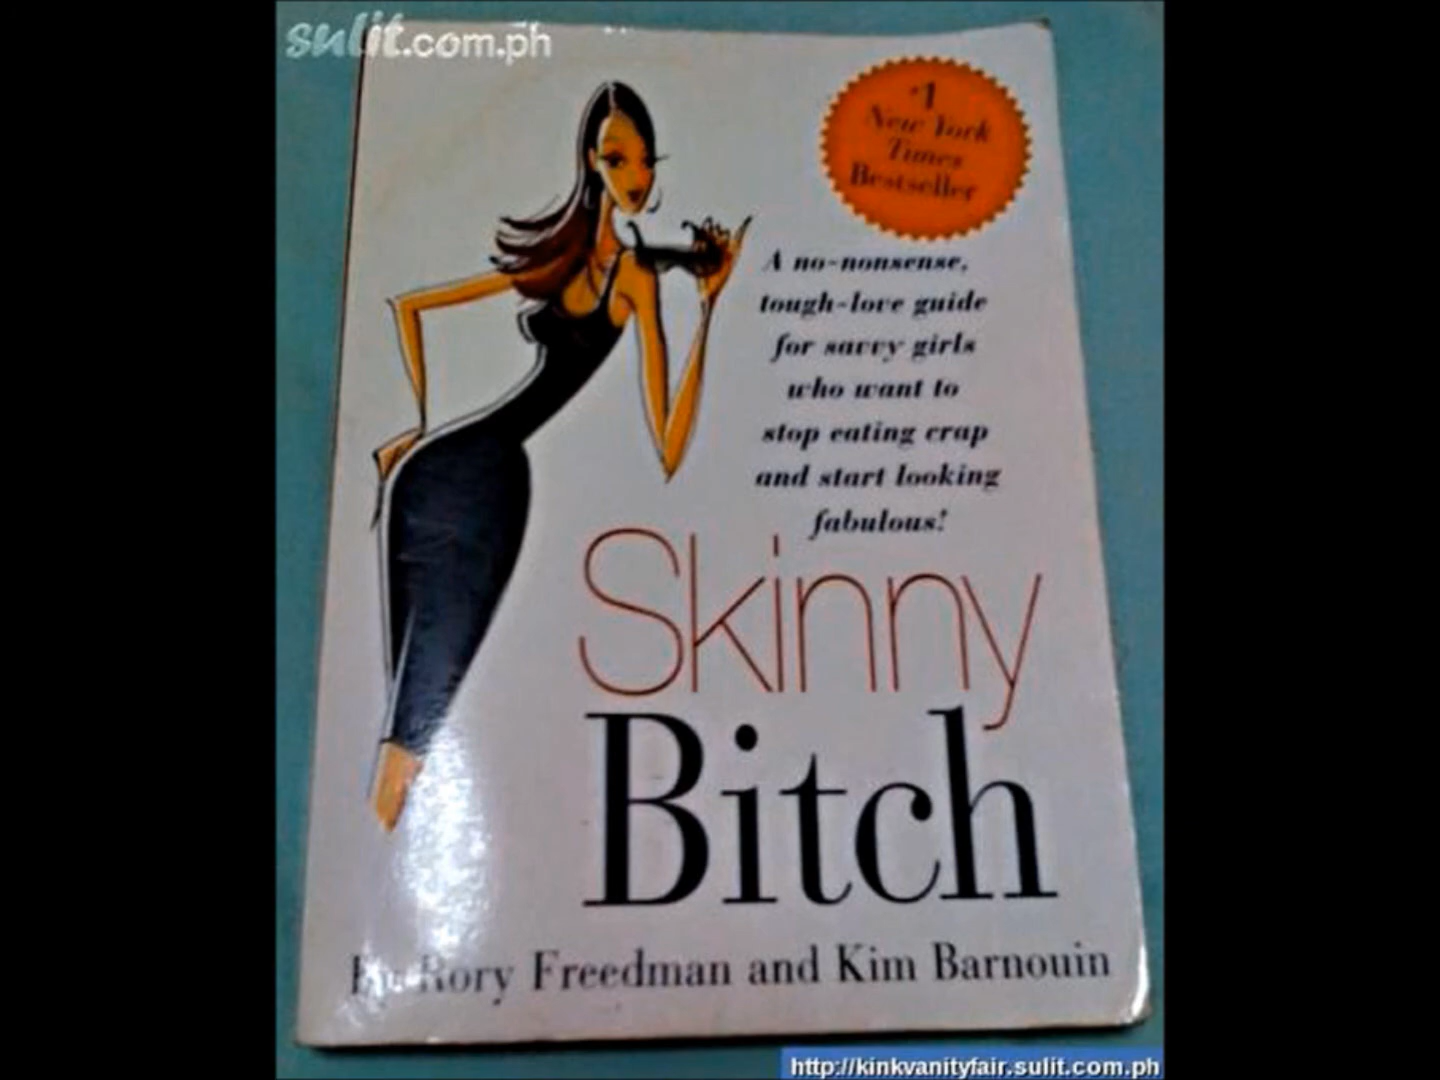 sulit.com.ph
#1
New York
Times
Bestseller
A no-nonsense,
tough-love guide
for savvy girls
who want to
stop eating crap
and start looking
fabulous!
Skinny
Bitch
By Rory Freedman and Kim Barnouin
http://kinkvanityfair.sulit.com.ph